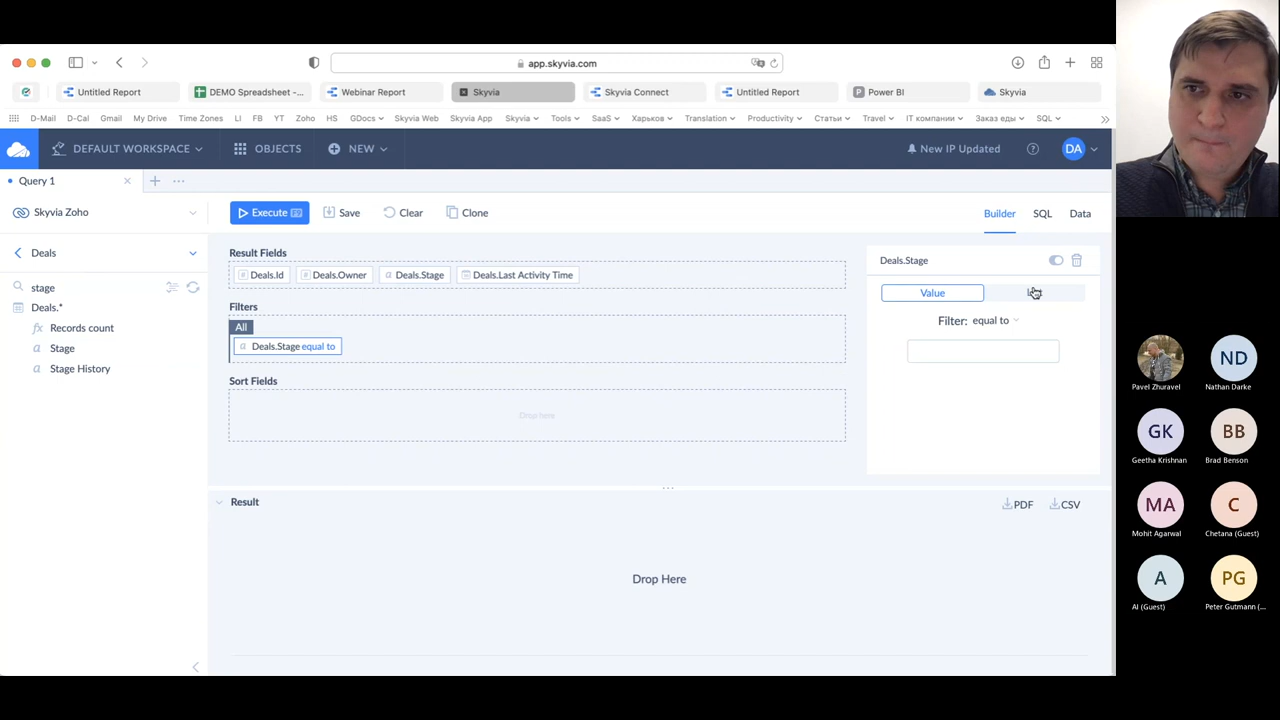 app.skyvia.com
Untitled Report
DEMO Spreadsheet -...
Webinar Report
Skyvia
Skyvia Connect
Untitled Report
P
Power BI
Skyvia
D-Mail
D-Cal
Gmail
My Drive
Time Zones
LI
FB
YT
Zoho
HS
GDocs
Skyvia Web
Skyvia App
Skyvia
Tools
SaaS
Харьков
Translation
Productivity
Статьи
Travel
IT компании
Заказ еды
SQL
DEFAULT WORKSPACE
OBJECTS
NEW
New IP Updated
DA
Query 1
Skyvia Zoho
Execute
Save
Clear
Clone
Builder
SQL
Data
Deals
stage
Deals.*
fx Records count
a Stage
a Stage History
Result Fields
Deals.Id
Deals.Owner
a Deals.Stage
Deals.Last Activity Time
Filters
All
a Deals.Stage equal to
Sort Fields
Drop here
Deals.Stage
Value
Filter: equal to
Result
PDF
CSV
Drop Here
Pavel Zhuravel
ND
Nathan Darke
GK
Geetha Krishnan
BB
Brad Benson
MA
Mohit Agarwal
C
Chetana (Guest)
A
PG
Peter Gutmann (...